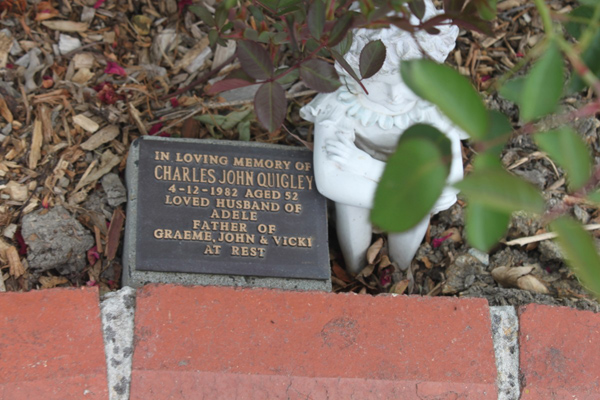 IN LOVING MEMORY OF
CHARLES JOHN QUIGLEY
4-12-1982 AGED 52
LOVED HUSBAND OF
ADELE
FATHER OF
GRAEME, JOHN & VICKI
AT REST